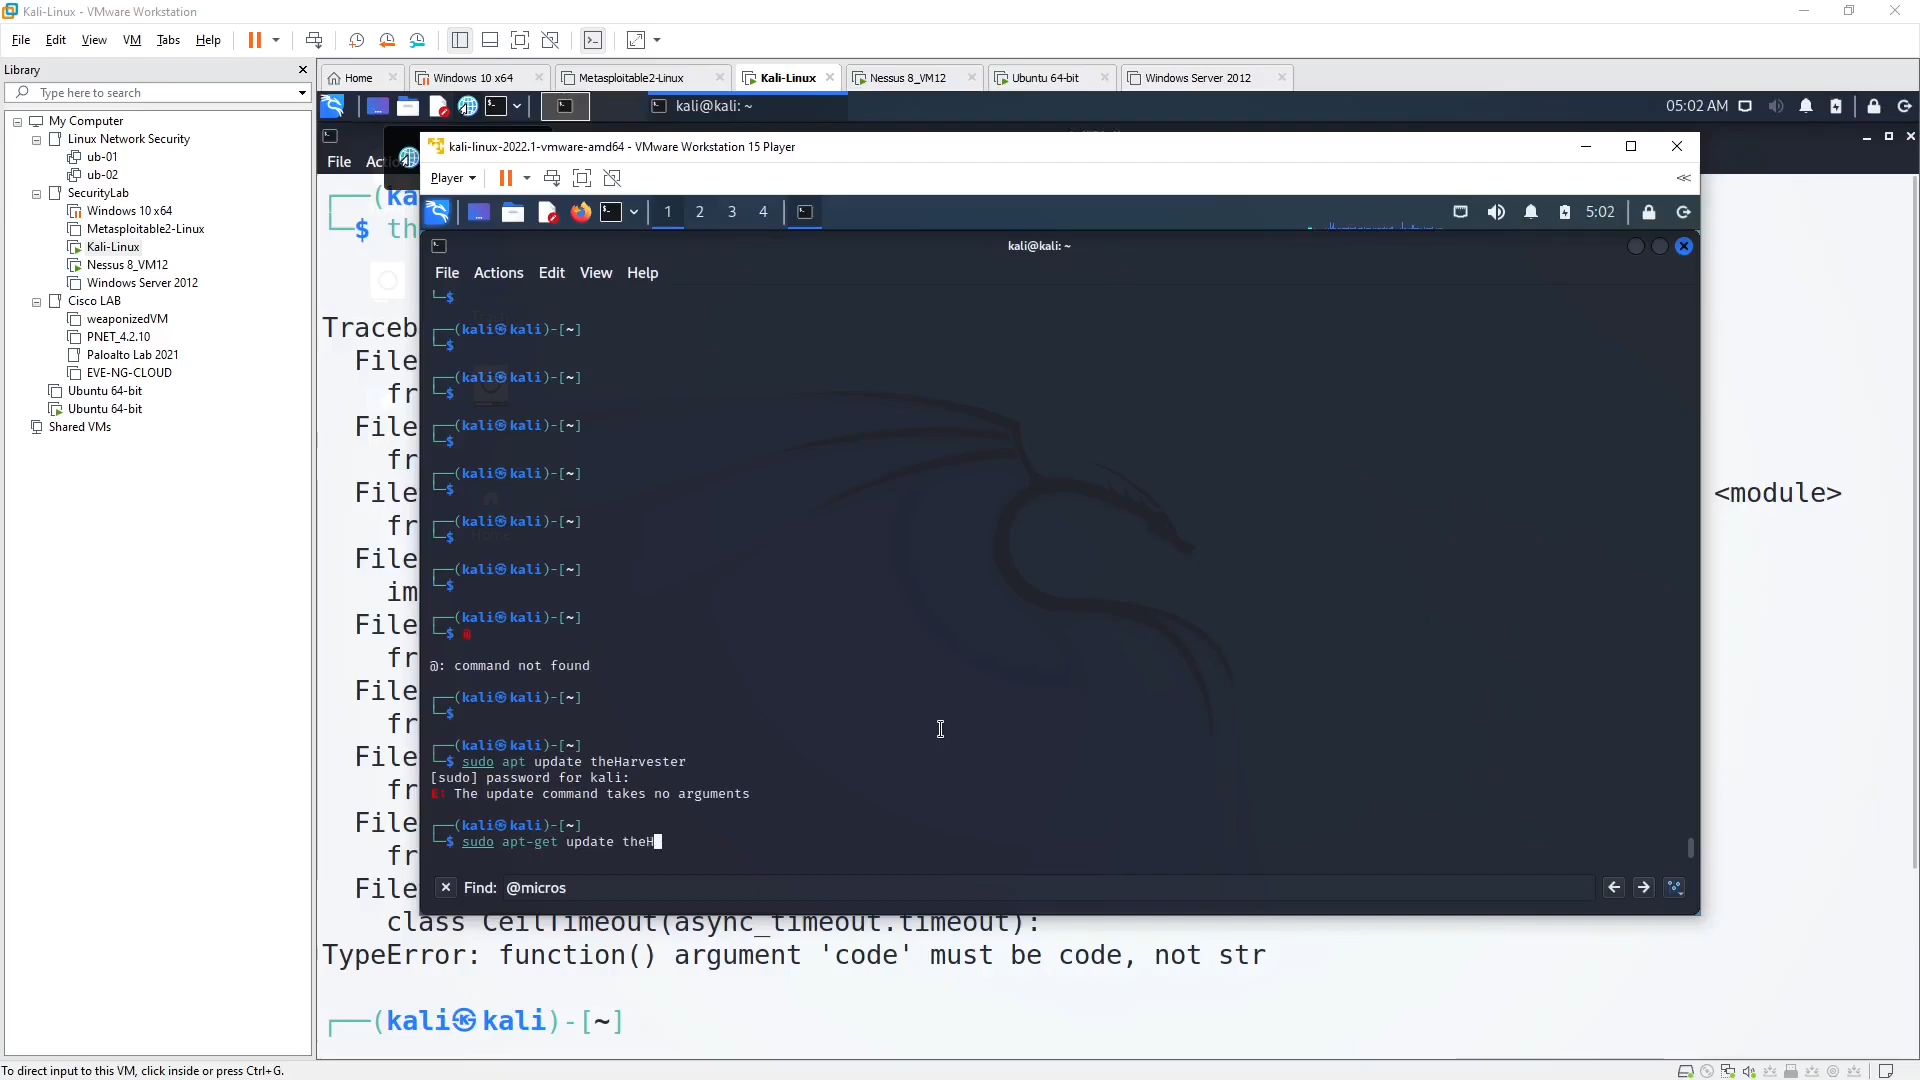 Kali-Linux - VMware Workstation
File Edit View VM Tabs Help
Library
Type here to search
My Computer
Linux Network Security
ub-01
ub-02
SecurityLab
Windows 10 x64
Metasploitable2-Linux
Kali-Linux
Nessus 8_VM12
Windows Server 2012
Cisco LAB
weaponizedVM
PNET_4.2.10
Paloalto Lab 2021
EVE-NG-CLOUD
Ubuntu 64-bit
Ubuntu 64-bit
Shared VMs
Home Windows 10 x64 Metasploitable2-Linux Kali-Linux Nessus 8_VM12 Ubuntu 64-bit Windows Server 2012
kali@kali: ~ 05:02 AM
File
kali-linux-2022.1-vmware-amd64 - VMware Workstation 15 Player
Player
1 2 3 4 5:02
kali@kali: ~
File Actions Edit View Help
└─$
┌──(kali㉿kali)-[~]
└─$
┌──(kali㉿kali)-[~]
└─$
┌──(kali㉿kali)-[~]
└─$
┌──(kali㉿kali)-[~]
└─$
┌──(kali㉿kali)-[~]
└─$
┌──(kali㉿kali)-[~]
└─$
┌──(kali㉿kali)-[~]
└─$ @
@: command not found
┌──(kali㉿kali)-[~]
└─$
┌──(kali㉿kali)-[~]
└─$ sudo apt update theHarvester
[sudo] password for kali:
E: The update command takes no arguments
┌──(kali㉿kali)-[~]
└─$ sudo apt-get update theH
Find: @micros
┌──(ka
└─$ th
Traceb
File
fr
File
fr
File <module>
fr
File
im
File
fr
File
fr
File
fr
File
fr
File
class CeilTimeout(async_timeout.timeout):
TypeError: function() argument 'code' must be code, not str
┌──(kali㉿kali)-[~]
To direct input to this VM, click inside or press Ctrl+G.